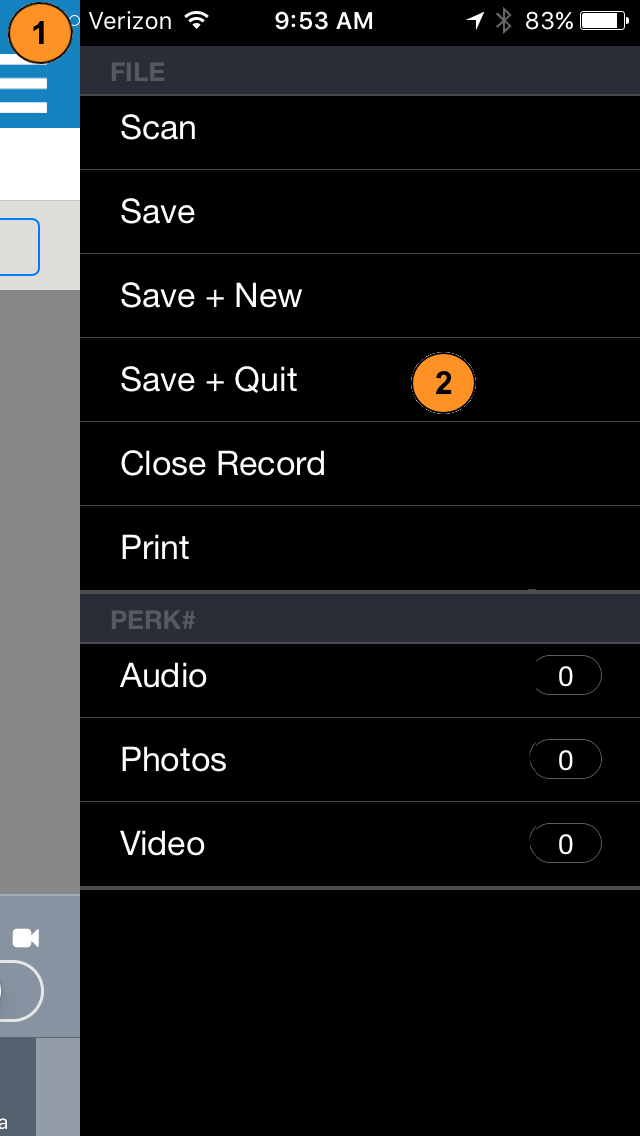 1 Verizon 9:53 AM 83%
FILE
Scan
Save
Save + New
Save + Quit 2
Close Record
Print
PERK#
Audio 0
Photos 0
Video 0
a